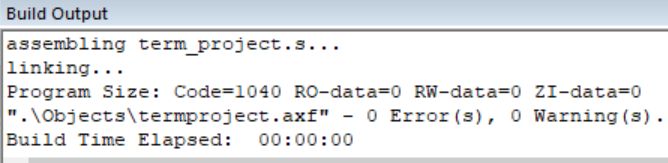 Build Output
assembling term_project.s...
linking...
Program Size: Code=1040 RO-data=0 RW-data=0 ZI-data=0
".\Objects\termproject.axf" - 0 Error(s), 0 Warning(s).
Build Time Elapsed:  00:00:00